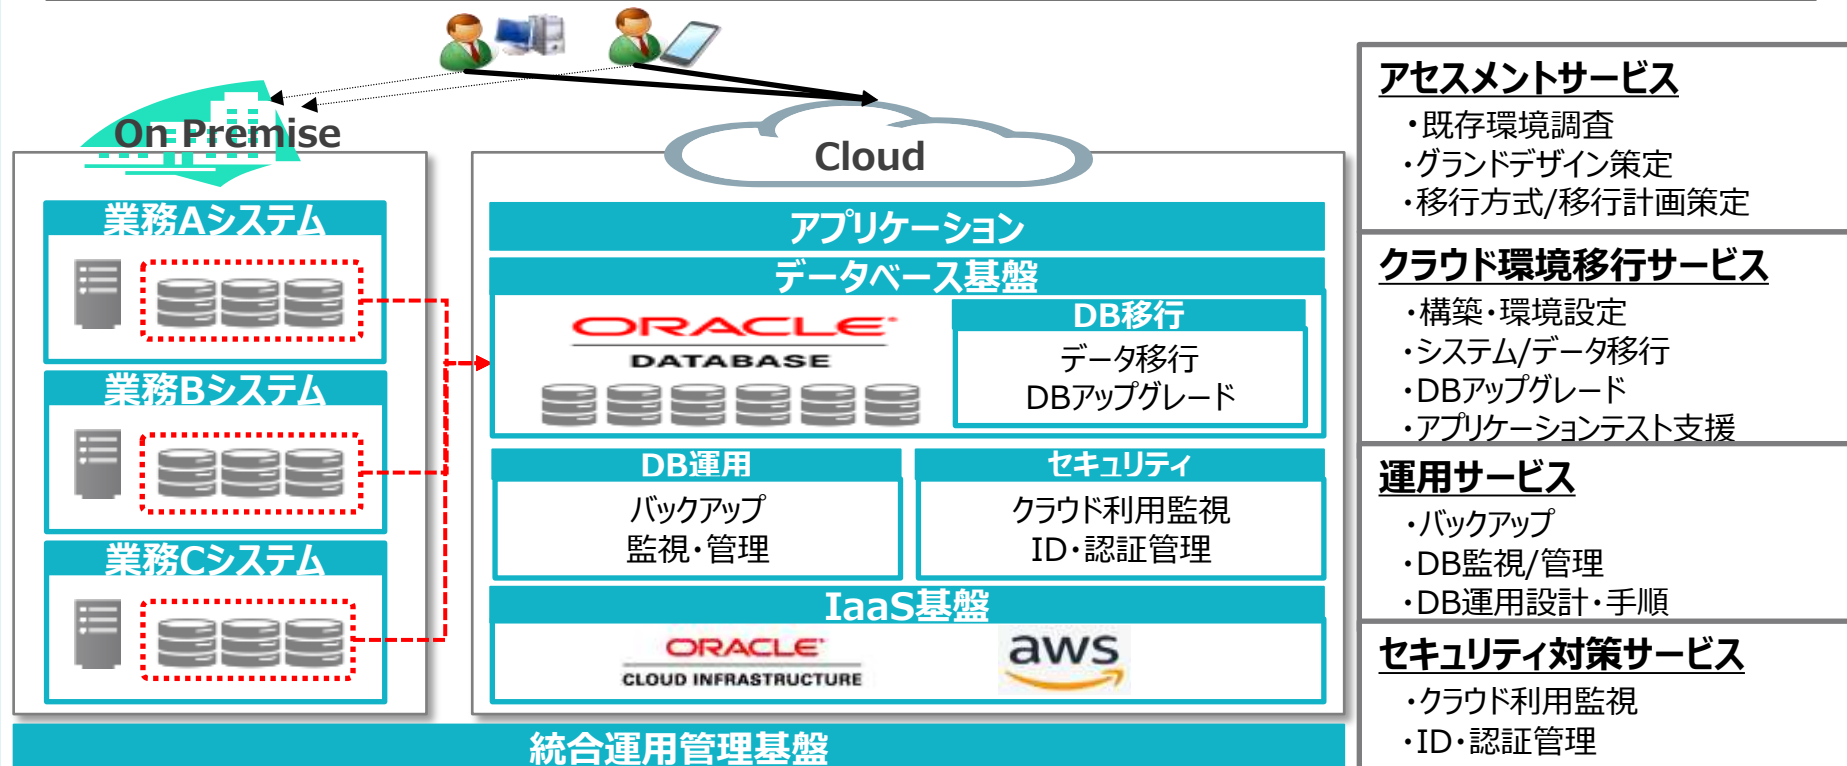 On Premise
業務Aシステム
業務Bシステム
業務Cシステム
Cloud
アプリケーション
データベース基盤
ORACLE
DATABASE
DB移行
データ移行
DBアップグレード
DB運用
バックアップ
監視・管理
セキュリティ
クラウド利用監視
ID・認証管理
IaaS基盤
ORACLE
CLOUD INFRASTRUCTURE
aws
統合運用管理基盤
アセスメントサービス
・既存環境調査
・グランドデザイン策定
・移行方式/移行計画策定
クラウド環境移行サービス
・構築・環境設定
・システム/データ移行
・DBアップグレード
・アプリケーションテスト支援
運用サービス
・バックアップ
・DB監視/管理
・DB運用設計・手順
セキュリティ対策サービス
・クラウド利用監視
・ID・認証管理